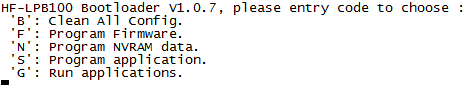 HF-LPB100 Bootloader V1.0.7, please entry code to choose :
'B': Clean All Config.
'F': Program Firmware.
'N': Program NVRAM data.
'S': Program application.
'G': Run applications.